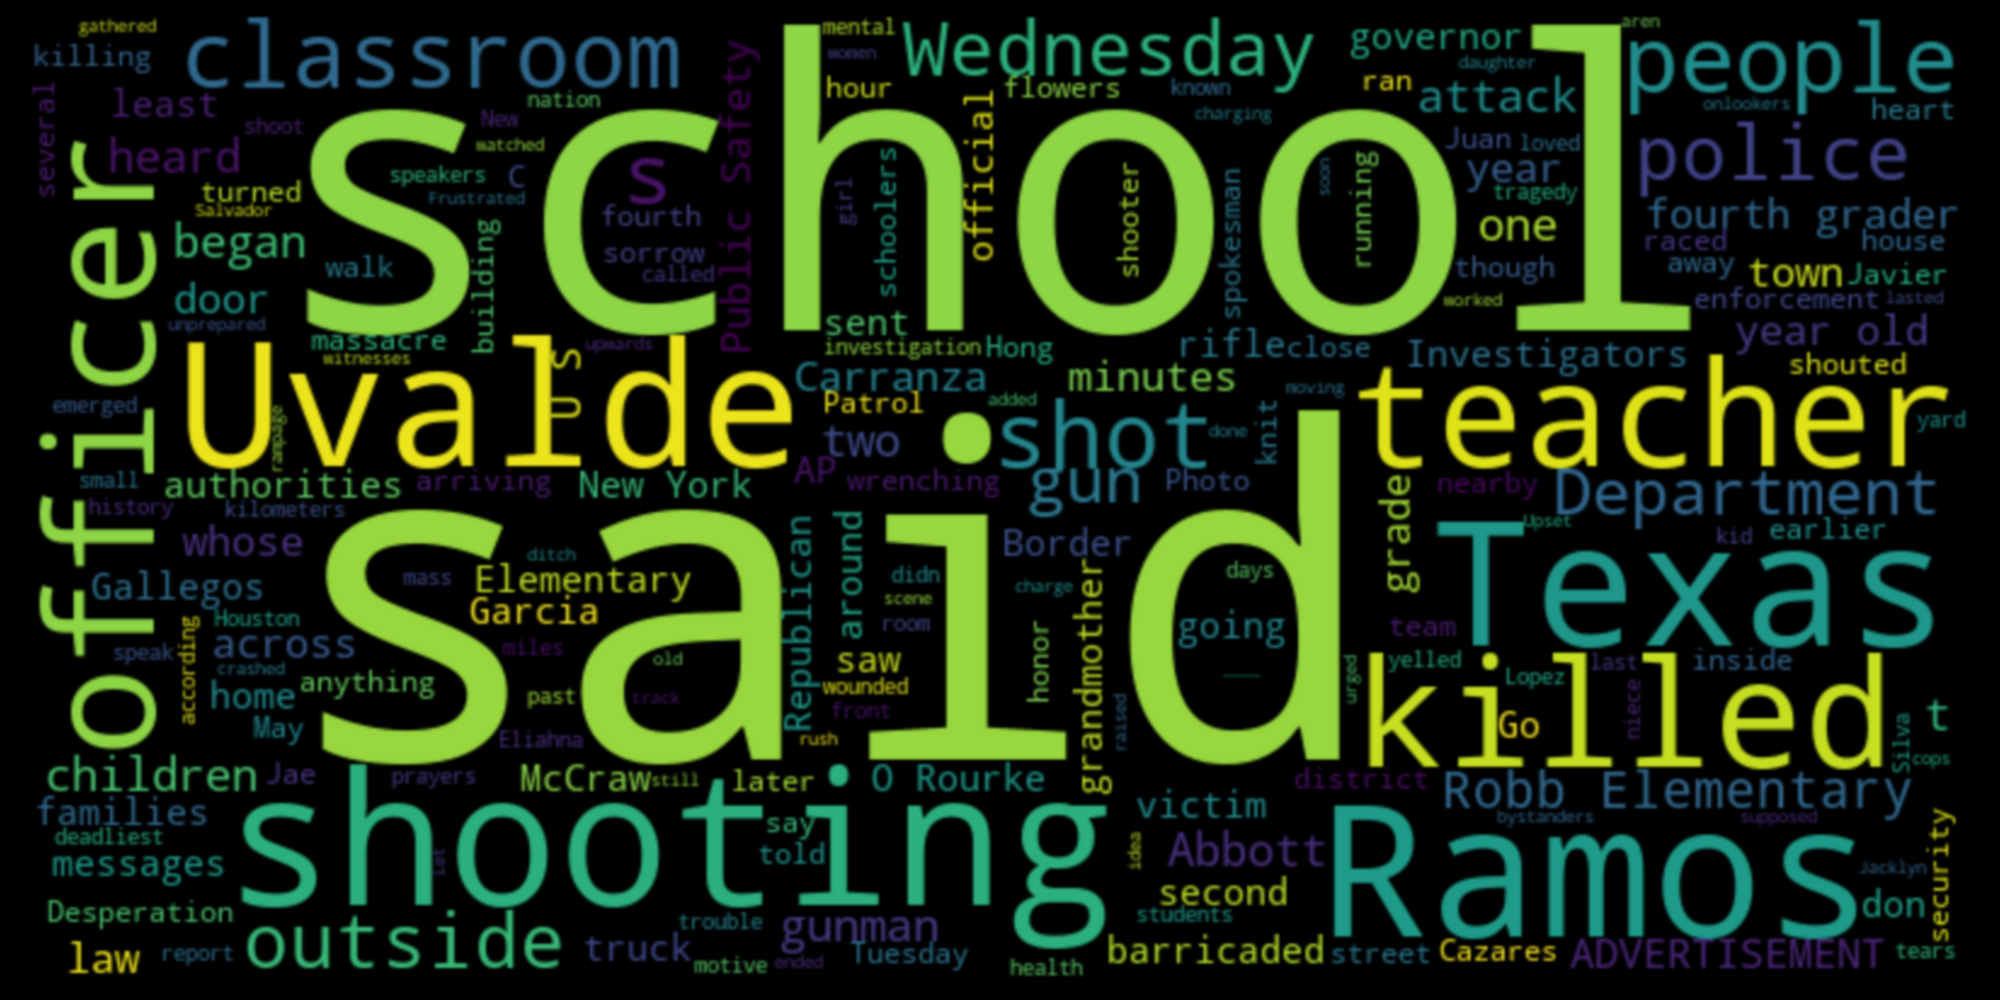 gathered
killing
classroom
mental
women
Wednesday
governor
aren
people
daughter
several
least
shoot
nation
New
hour
flowers
known
ran
attack
onlookers
heart
heard
watched
Public Safety
official
charging
Juan
loved
police
officer
school
turned
Salvador
speakers
C
Frustrated
s
girl
schoolers
shooter
soon
running
year
tragedy
fourth grader
began
walk
building
fourth
sorrow
called
spokesman
one
though
raced
house
away
town
Javier
door
unprepared
massacre
witnesses
upwards
sent
investigation
Hong
rifle
close
worked
Investigators
enforcement
lasted
year old
shouted
Uvalde
U S
Carranza
minutes
moving
teacher
emerged
rampage
Patrol
added
two
shot
done
knit
yard
small
authorities
arriving
New York
AP
wrenching
gun
Photo
grade
nearby
Department
history
kilometers
whose
ditch
Border
Texas
Upset
kid
earlier
Gallegos
mass
Elementary
Republican
around
didn
charge
days
Houston
Garcia
scene
room
grandmother
going
team
speak
according
across
miles
said
honor
crashed
old
saw
urged
yelled
last
inside
home
anything
past
track
wounded
killed
Lopez
niece
May
Eliahna
front
rush
raised
Go
Silva
t
cops
children
Jae
prayers
McCraw
still
later
O Rourke
district
Robb Elementary
families
deadliest
shooting
say
told
victim
bystanders
supposed
messages
Let
idea
Abbott
Ramos
Jacklyn
security
Desperation
second
don
law
report
outside
truck
trouble
motive
gunman
ended
Tuesday
students
health
barricaded
street
Cazares
ADVERTISEMENT
tears